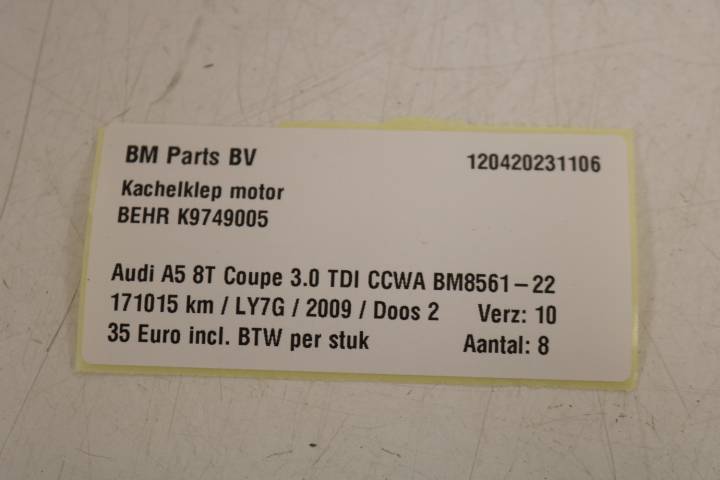 BM Parts BV 120420231106
Kachelklep motor
BEHR K9749005
Audi A5 8T Coupe 3.0 TDI CCWA BM8561-22
171015 km / LY7G / 2009 / Doos 2 Verz: 10
35 Euro incl. BTW per stuk Aantal: 8